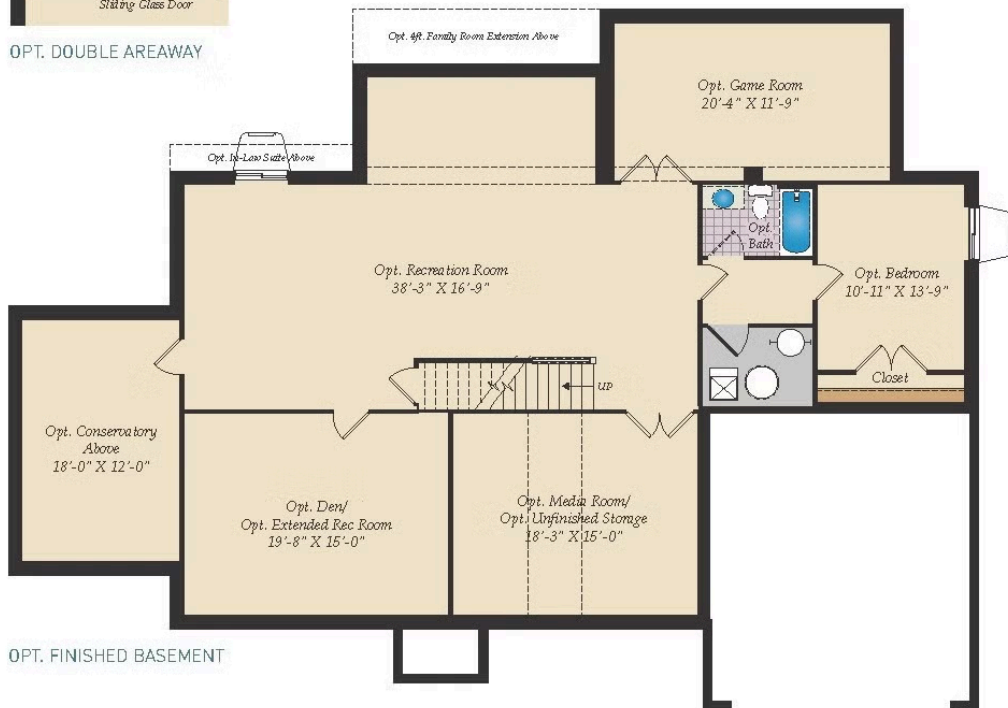 Sliding Glass Door
OPT. DOUBLE AREAWAY
Opt. 4ft. Family Room Extension Above
Opt. Game Room
20'-4" X 11'-9"
Opt. In-Law Suite Above
Opt.
Bath
Opt. Recreation Room
38'-3" X 16'-9"
Opt. Bedroom
10'-11" X 13'-9"
Closet
UP
Opt. Conservatory
Above
18'-0" X 12'-0"
Opt. Den/
Opt. Extended Rec Room
19'-8" X 15'-0"
Opt. Media Room/
Opt. Unfinished Storage
18'-3" X 15'-0"
OPT. FINISHED BASEMENT